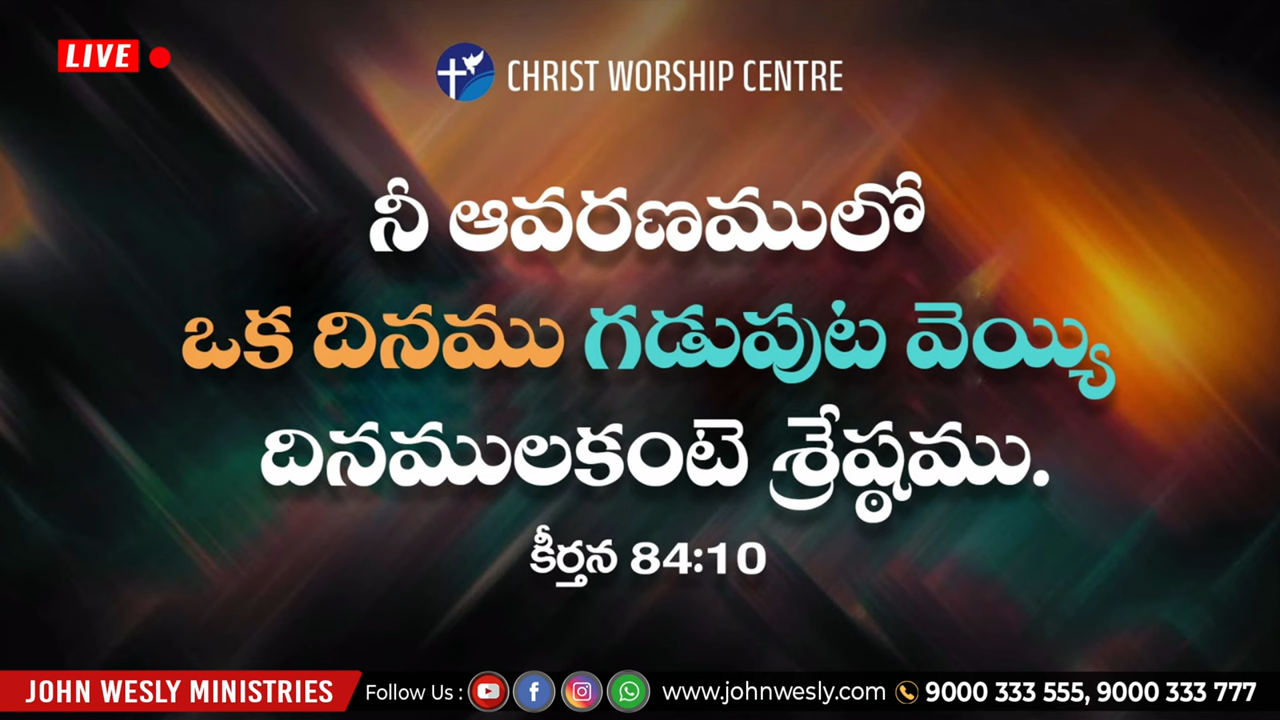 LIVE
CHRIST WORSHIP CENTRE
నీ ఆవరణములో
ఒక దినము గడుపుట వెయ్యి
దినములకంటె శ్రేష్ఠము.
కీర్తన 84:10
JOHN WESLY MINISTRIES Follow Us : www.johnwesly.com 9000 333 555, 9000 333 777